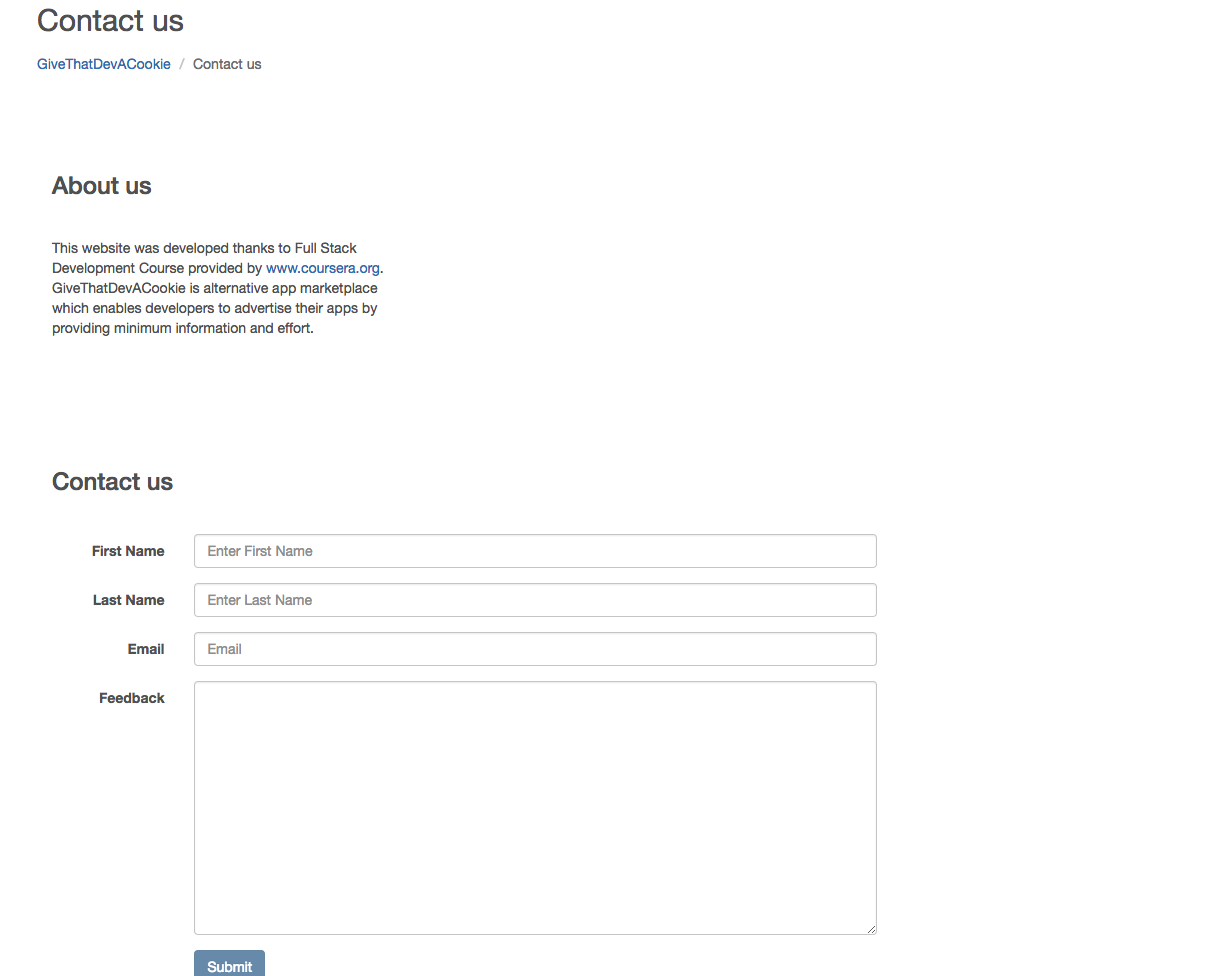 Contact us
GiveThatDevACookie / Contact us
About us
This website was developed thanks to Full Stack
Development Course provided by www.coursera.org.
GiveThatDevACookie is alternative app marketplace
which enables developers to advertise their apps by
providing minimum information and effort.
Contact us
First Name Enter First Name
Last Name Enter Last Name
Email Email
Feedback
Submit